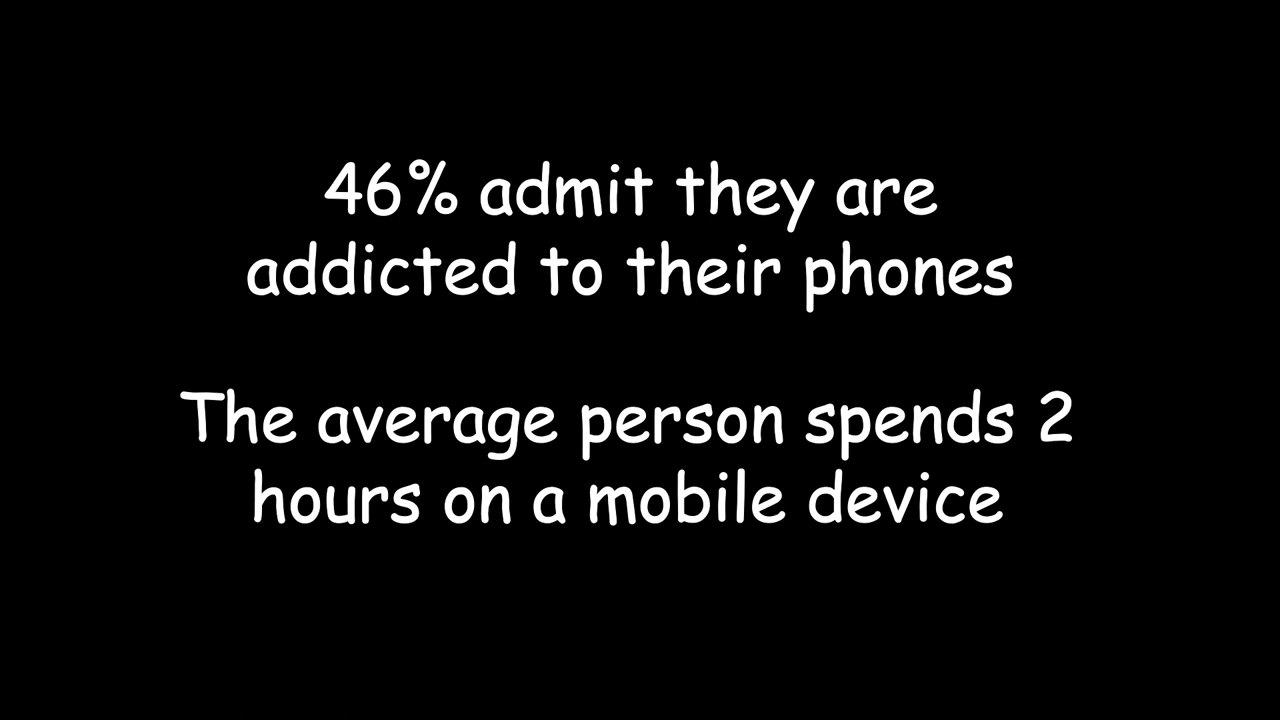 46% admit they are
addicted to their phones
The average person spends 2
hours on a mobile device